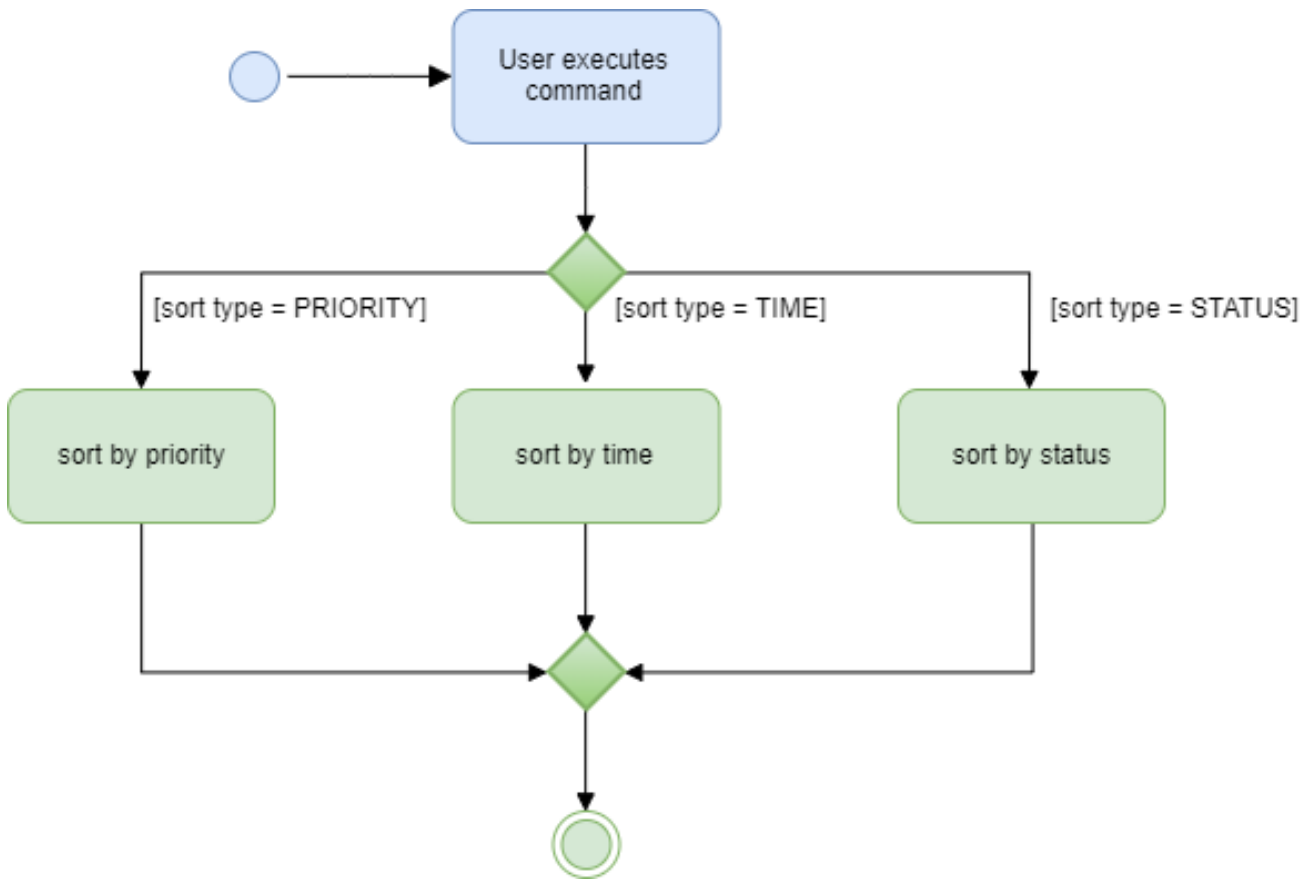 User executes
command
[sort type = PRIORITY]
[sort type = TIME]
[sort type = STATUS]
sort by priority
sort by time
sort by status